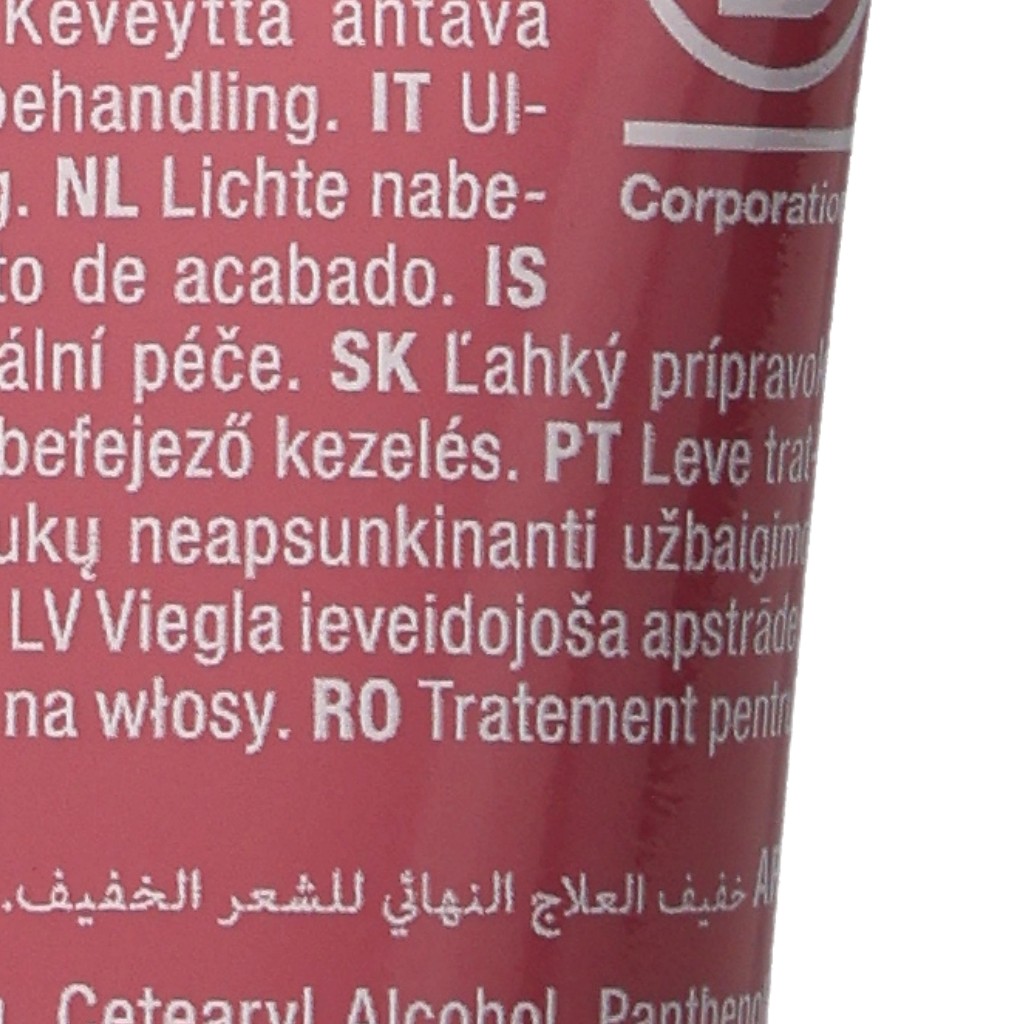 Keveyttä antava
behandling. IT Ul-
g. NL Lichte nabe-
to de acabado. IS
Corporation
ální péče. SK Ľahký prípravok
befejező kezelés. PT Leve trat-
ukų neapsunkinanti užbaigimo
LV Viegla ieveidojoša apstrāde
na włosy. RO Tratement pentru
AR خفيف العلاج النهائي للشعر الخفيف.
Cetearyl Alcohol, Panthenol